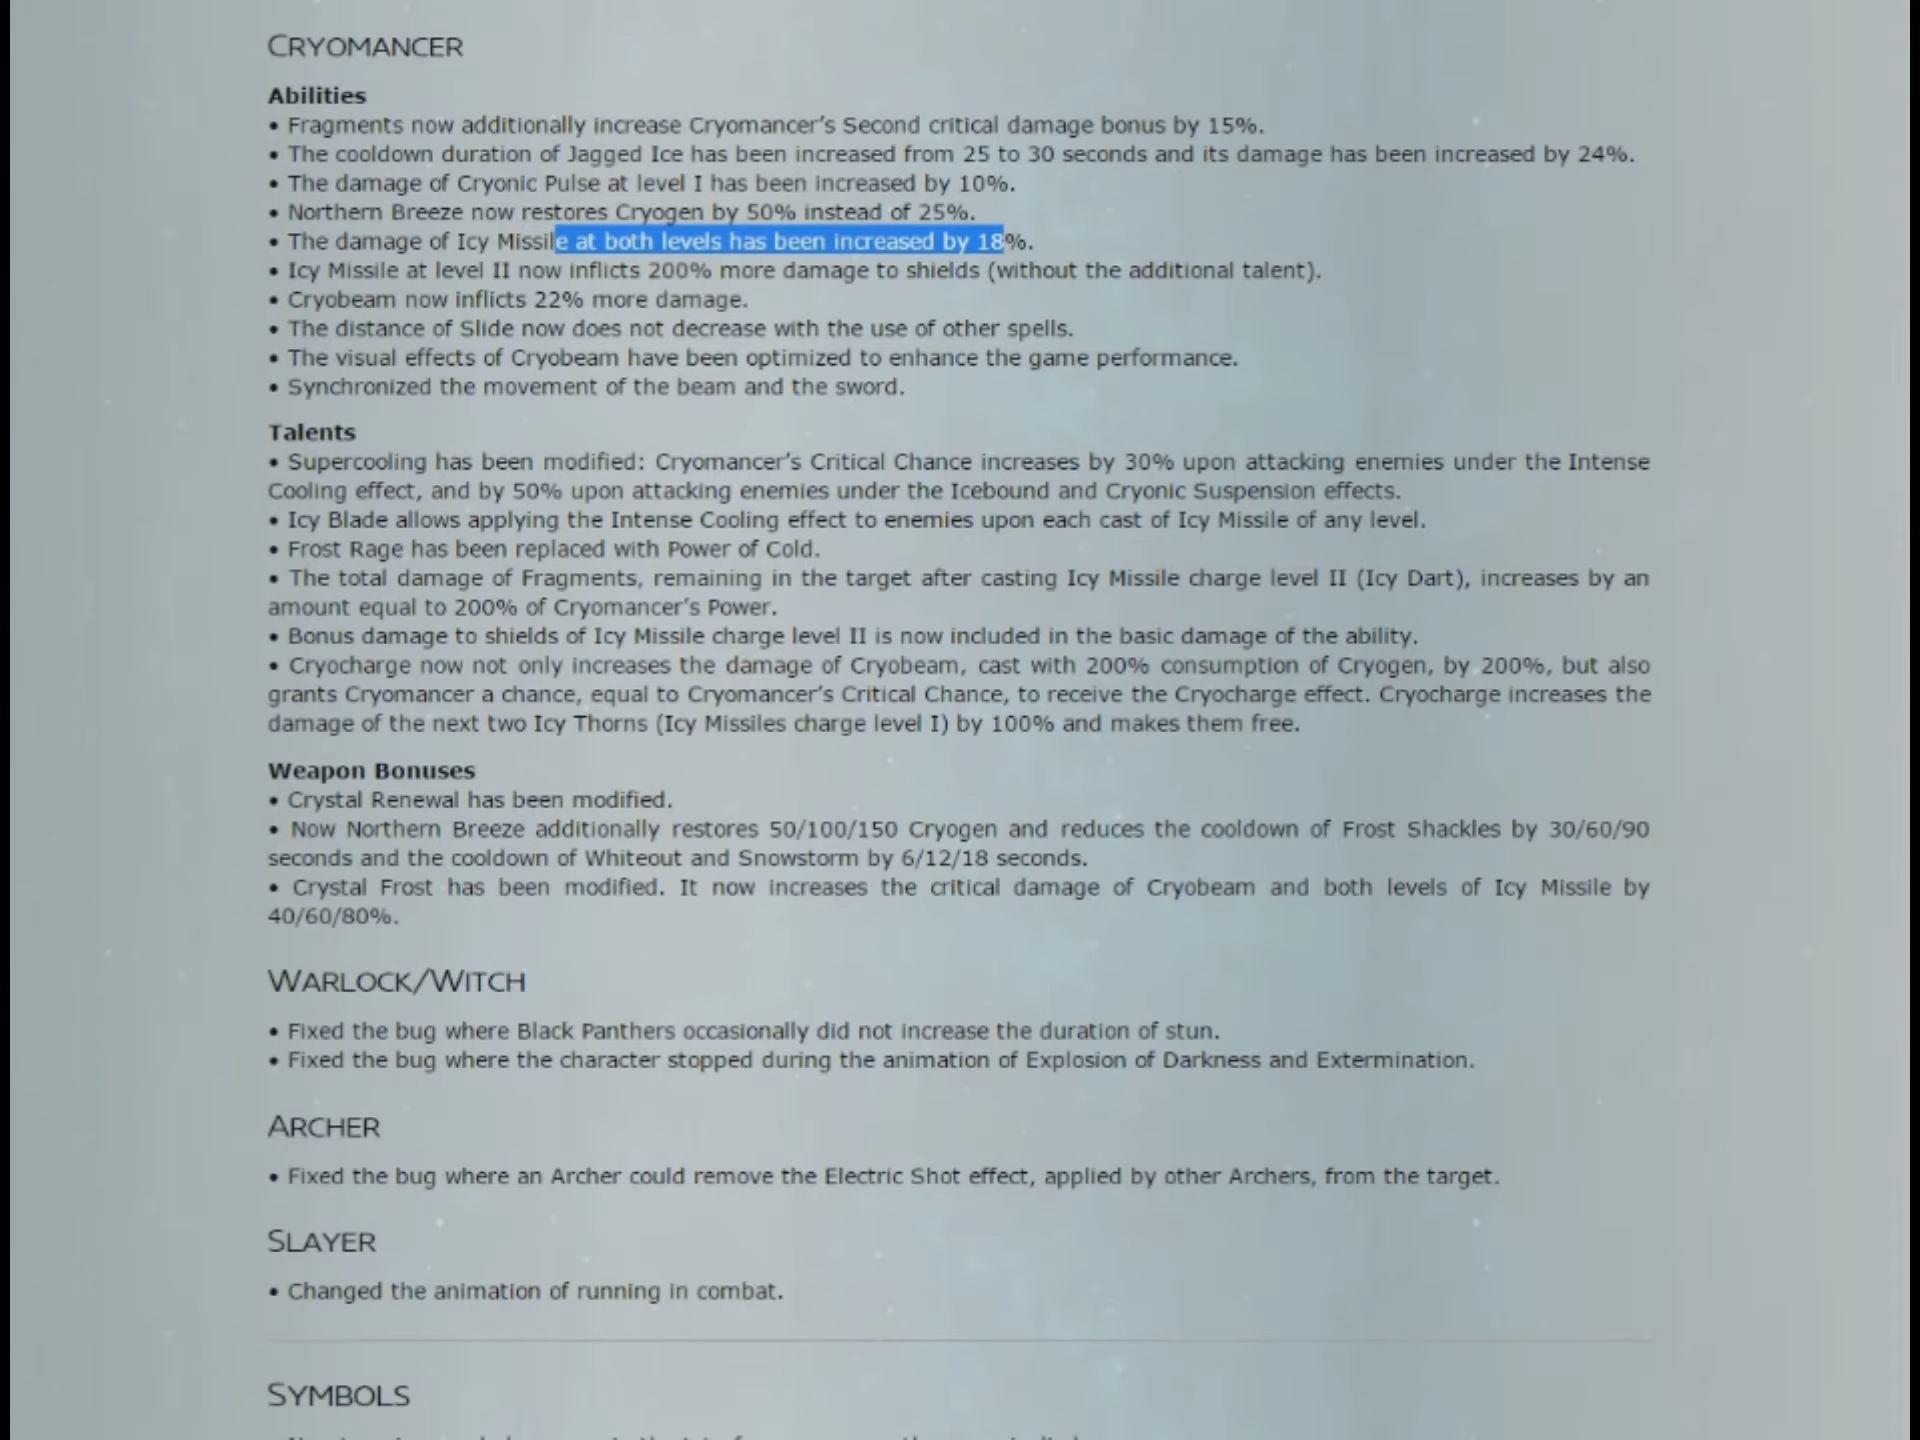 CRYOMANCER
Abilities
• Fragments now additionally increase Cryomancer's Second critical damage bonus by 15%.
• The cooldown duration of Jagged Ice has been increased from 25 to 30 seconds and its damage has been increased by 24%.
• The damage of Cryonic Pulse at level I has been increased by 10%.
• Northern Breeze now restores Cryogen by 50% instead of 25%.
• The damage of Icy Missile at both levels has been increased by 18%.
• Icy Missile at level II now inflicts 200% more damage to shields (without the additional talent).
• Cryobeam now inflicts 22% more damage.
• The distance of Slide now does not decrease with the use of other spells.
• The visual effects of Cryobeam have been optimized to enhance the game performance.
• Synchronized the movement of the beam and the sword.
Talents
• Supercooling has been modified: Cryomancer's Critical Chance increases by 30% upon attacking enemies under the Intense
Cooling effect, and by 50% upon attacking enemies under the Icebound and Cryonic Suspension effects.
• Icy Blade allows applying the Intense Cooling effect to enemies upon each cast of Icy Missile of any level.
• Frost Rage has been replaced with Power of Cold.
• The total damage of Fragments, remaining in the target after casting Icy Missile charge level II (Icy Dart), increases by an
amount equal to 200% of Cryomancer's Power.
• Bonus damage to shields of Icy Missile charge level II is now included in the basic damage of the ability.
• Cryocharge now not only increases the damage of Cryobeam, cast with 200% consumption of Cryogen, by 200%, but also
grants Cryomancer a chance, equal to Cryomancer's Critical Chance, to receive the Cryocharge effect. Cryocharge increases the
damage of the next two Icy Thorns (Icy Missiles charge level I) by 100% and makes them free.
Weapon Bonuses
• Crystal Renewal has been modified.
• Now Northern Breeze additionally restores 50/100/150 Cryogen and reduces the cooldown of Frost Shackles by 30/60/90
seconds and the cooldown of Whiteout and Snowstorm by 6/12/18 seconds.
• Crystal Frost has been modified. It now increases the critical damage of Cryobeam and both levels of Icy Missile by
40/60/80%.
WARLOCK/WITCH
• Fixed the bug where Black Panthers occasionally did not increase the duration of stun.
• Fixed the bug where the character stopped during the animation of Explosion of Darkness and Extermination.
ARCHER
• Fixed the bug where an Archer could remove the Electric Shot effect, applied by other Archers, from the target.
SLAYER
• Changed the animation of running in combat.
SYMBOLS